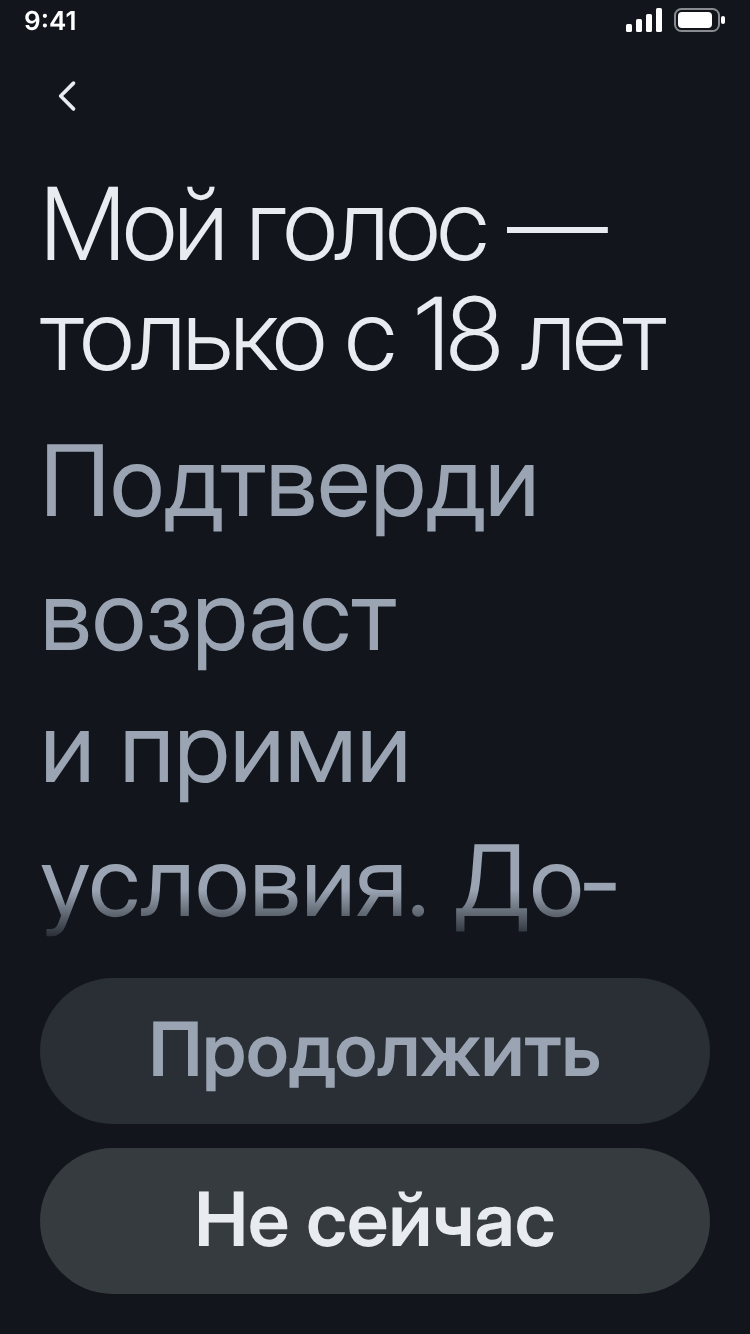 9:41
Мой голос —
только с 18 лет
Подтверди
возраст
и прими
условия. До-
Продолжить
Не сейчас